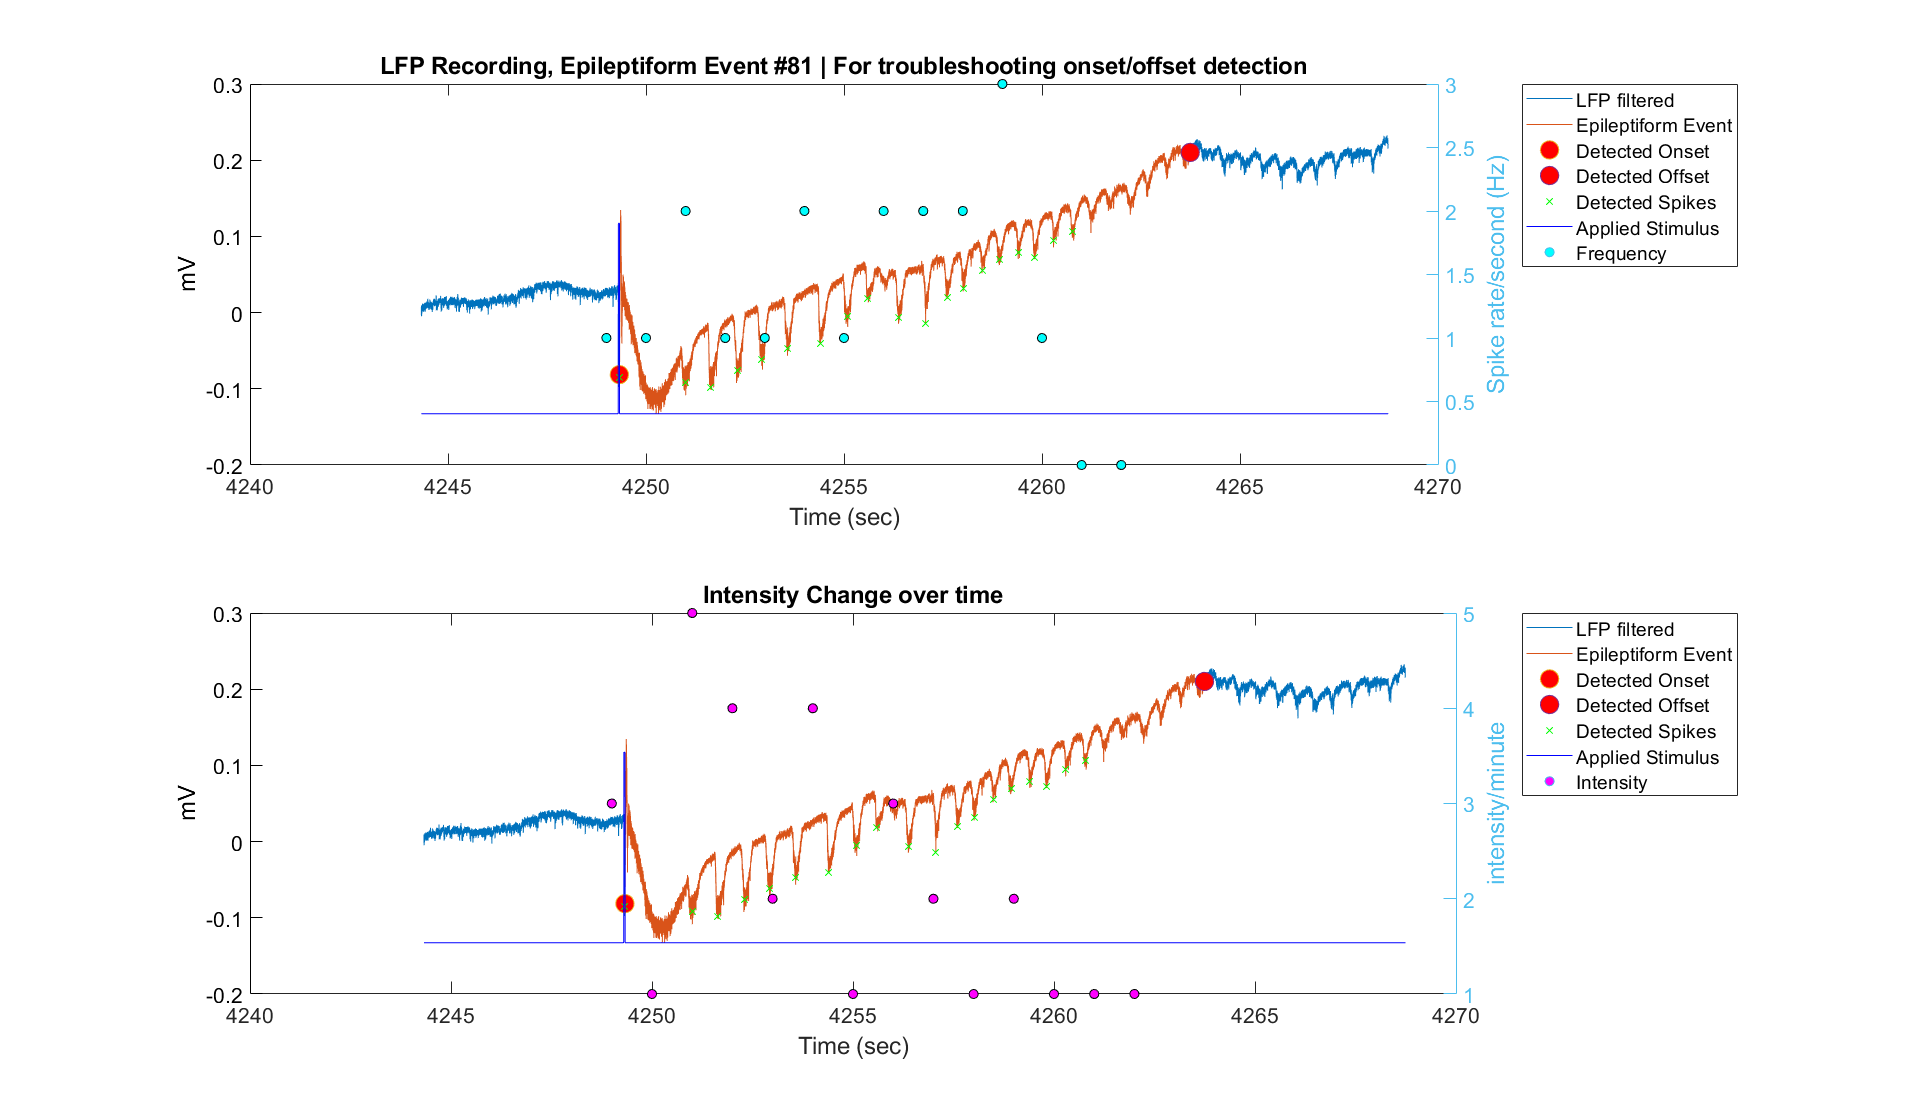 LFP Recording, Epileptiform Event #81 | For troubleshooting onset/offset detection
0.3
0.2
0.1
0
-0.1
-0.2
mV
4240
4245
4250
4255
4260
4265
4270
Time (sec)
3
2.5
2
1.5
1
0.5
0
Spike rate/second (Hz)
LFP filtered
Epileptiform Event
Detected Onset
Detected Offset
Detected Spikes
Applied Stimulus
Frequency
Intensity Change over time
0.3
0.2
0.1
0
-0.1
-0.2
mV
4240
4245
4250
4255
4260
4265
4270
Time (sec)
5
4
3
2
1
intensity/minute
LFP filtered
Epileptiform Event
Detected Onset
Detected Offset
Detected Spikes
Applied Stimulus
Intensity